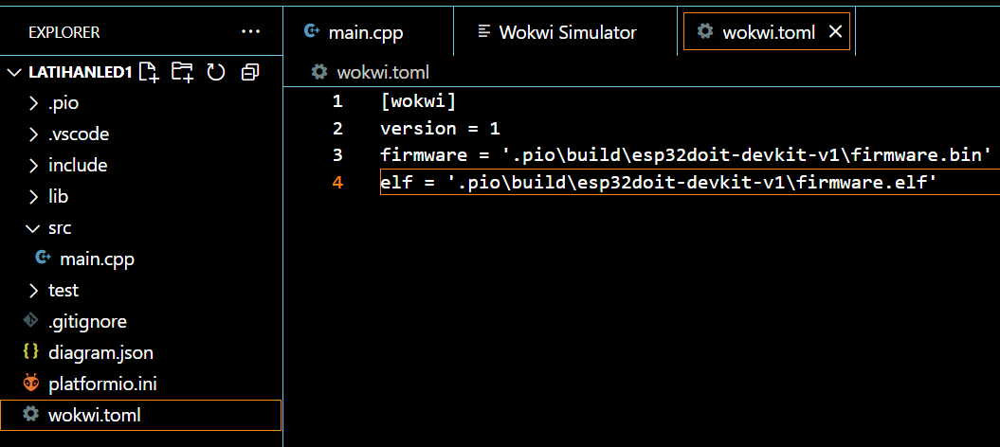 EXPLORER
LATIHANLED1
.pio
.vscode
include
lib
src
main.cpp
test
.gitignore
diagram.json
platformio.ini
wokwi.toml
main.cpp
Wokwi Simulator
wokwi.toml
wokwi.toml
1 [wokwi]
2 version = 1
3 firmware = '.pio\build\esp32doit-devkit-v1\firmware.bin'
4 elf = '.pio\build\esp32doit-devkit-v1\firmware.elf'